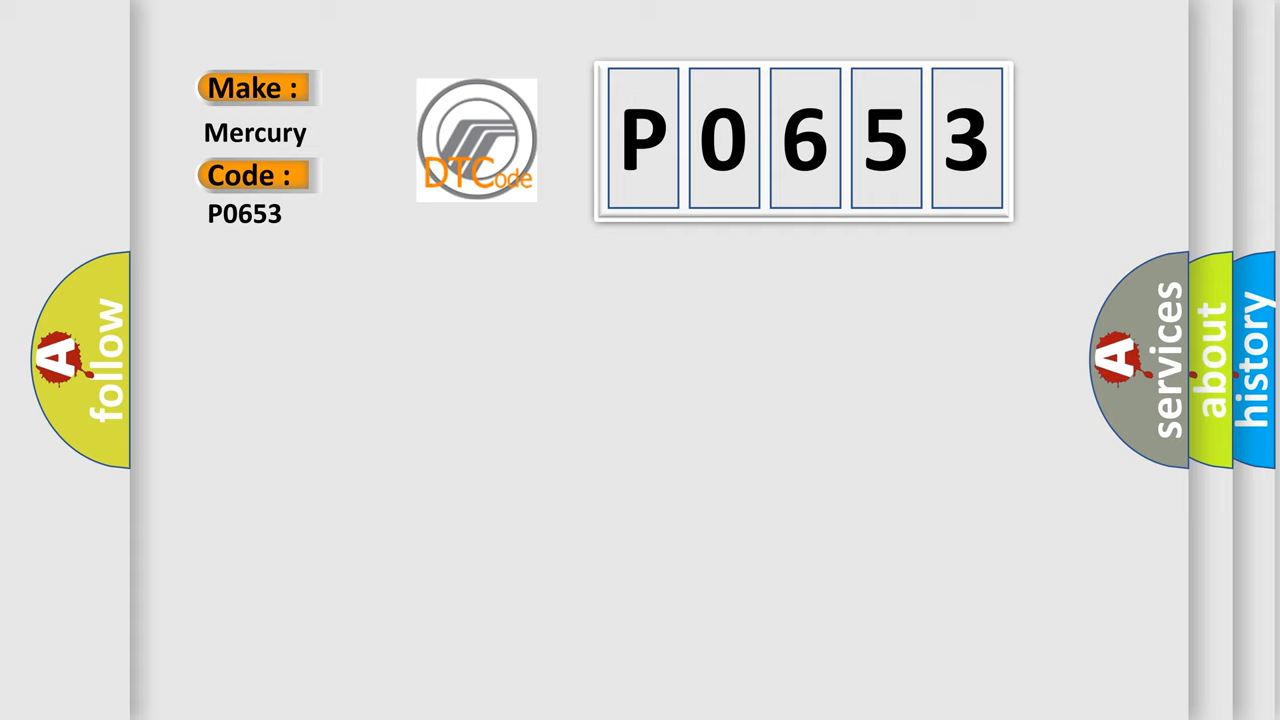 Make :
Mercury
Code :
P0653
DTCode
P0653
A
follow
A
services
about
history